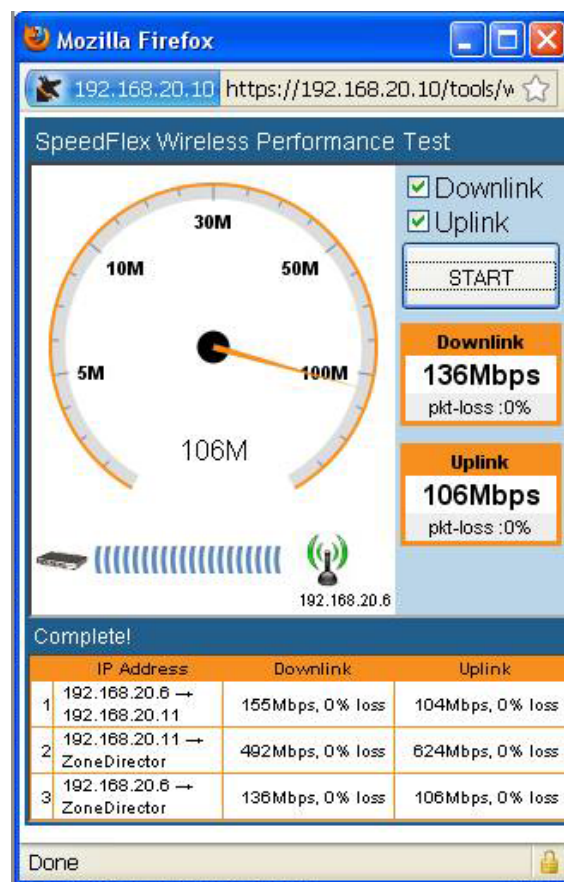 Mozilla Firefox
192.168.20.10 https://192.168.20.10/tools/w
SpeedFlex Wireless Performance Test
Downlink
Uplink
START
30M
10M
50M
5M
100M
106M
Downlink
136Mbps
pkt-loss :0%
Uplink
106Mbps
pkt-loss :0%
192.168.20.6
Complete!
IP Address Downlink Uplink
1 192.168.20.6 →
192.168.20.11 155Mbps, 0% loss 104Mbps, 0% loss
2 192.168.20.11 →
ZoneDirector 492Mbps, 0% loss 624Mbps, 0% loss
3 192.168.20.6 →
ZoneDirector 136Mbps, 0% loss 106Mbps, 0% loss
Done